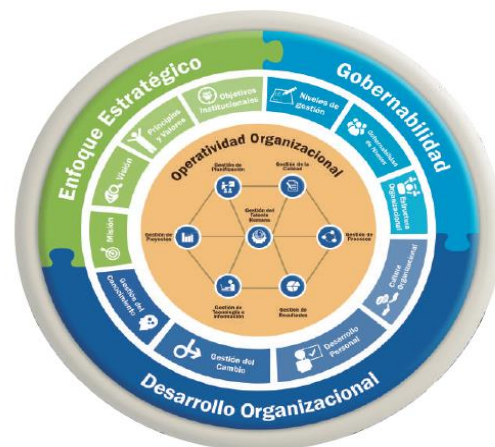 Enfoque Estratégico
Gobernabilidad
Desarrollo Organizacional
Misión
Visión
Principios
y Valores
Objetivos
Institucionales
Niveles de
gestión
Gobernabilidad
Estructura
Organizacional
Cultura
Organizacional
Desarrollo
Personal
Gestión del
Cambio
Gestión del
Conocimiento
Operatividad Organizacional
Gestión de
Planificación
Gestión de la
Calidad
Gestión de
Proyectos
Gestión del
Talento
Humano
Gestión de
Procesos
Gestión de
Tecnología e
Información
Gestión de
Resultados